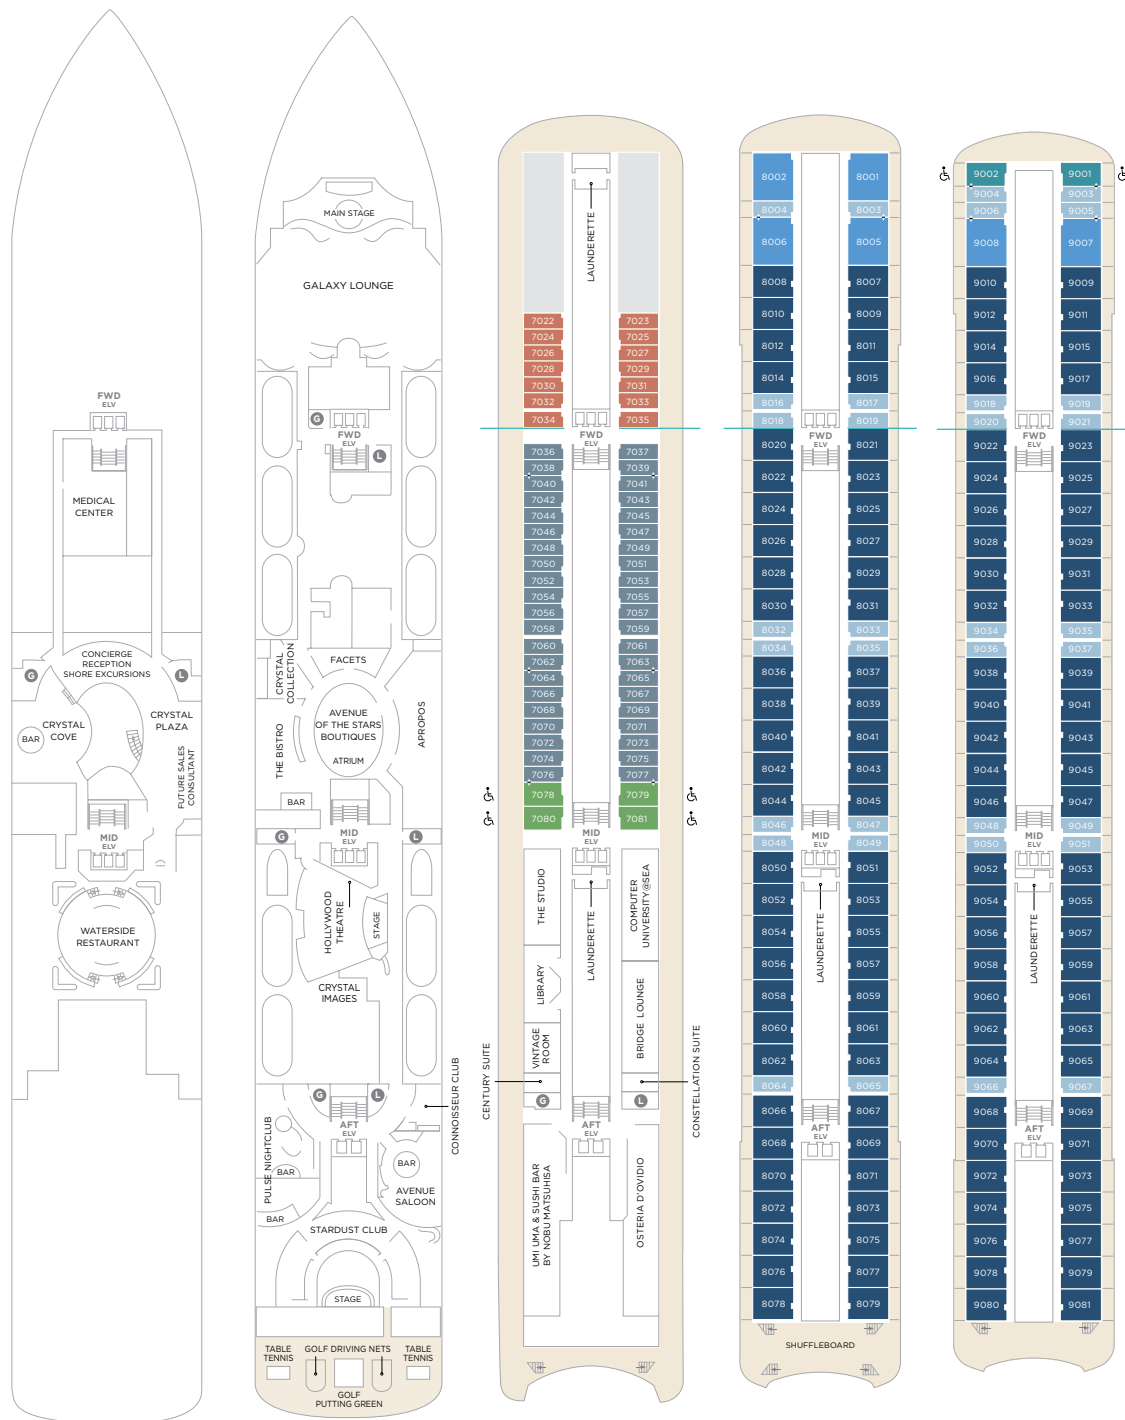 FWD
ELV
MEDICAL
CENTER
CONCIERGE
RECEPTION
SHORE EXCURSIONS
G
L
CRYSTAL
COVE
BAR
CRYSTAL
PLAZA
FUTURE SALES
CONSULTANT
MID
ELV
WATERSIDE
RESTAURANT
MAIN STAGE
GALAXY LOUNGE
G
FWD
ELV
L
CRYSTAL
COLLECTION
FACETS
THE BISTRO
AVENUE
OF THE STARS
BOUTIQUES
ATRIUM
APROPOS
BAR
G
MID
ELV
L
HOLLYWOOD
THEATRE
STAGE
CRYSTAL
IMAGES
G
L
AFT
ELV
CONNOISSEUR CLUB
PULSE NIGHTCLUB
BAR
BAR
BAR
AVENUE
SALOON
STARDUST CLUB
STAGE
TABLE
TENNIS
GOLF DRIVING NETS
TABLE
TENNIS
GOLF
PUTTING GREEN
LAUNDERETTE
7022 7023
7024 7025
7026 7027
7028 7029
7030 7031
7032 7033
7034 7035
FWD
ELV
7036 7037
7038 7039
7040 7041
7042 7043
7044 7045
7046 7047
7048 7049
7050 7051
7052 7053
7054 7055
7056 7057
7058 7059
7060 7061
7062 7063
7064 7065
7066 7067
7068 7069
7070 7071
7072 7073
7074 7075
7076 7077
7078 7079
7080 7081
MID
ELV
THE STUDIO
LAUNDERETTE
COMPUTER
UNIVERSITY@SEA
LIBRARY
BRIDGE LOUNGE
VINTAGE
ROOM
CENTURY SUITE
CONSTELLATION SUITE
G
L
AFT
ELV
UMI UMA & SUSHI BAR
BY NOBU MATSUHISA
OSTERIA D'OVIDIO
8002 8001
8004 8003
8006 8005
8008 8007
8010 8009
8012 8011
8014 8015
8016 8017
8018 8019
FWD
ELV
8020 8021
8022 8023
8024 8025
8026 8027
8028 8029
8030 8031
8032 8033
8034 8035
8036 8037
8038 8039
8040 8041
8042 8043
8044 8045
8046 8047
MID
ELV
8048 8049
8050 8051
8052 8053
8054 8055
LAUNDERETTE
8056 8057
8058 8059
8060 8061
8062 8063
8064 8065
8066 8067
AFT
ELV
8068 8069
8070 8071
8072 8073
8074 8075
8076 8077
8078 8079
SHUFFLEBOARD
9002 9001
9004 9003
9006 9005
9008 9007
9010 9009
9012 9011
9014 9015
9016 9017
9018 9019
9020 9021
FWD
ELV
9022 9023
9024 9025
9026 9027
9028 9029
9030 9031
9032 9033
9034 9035
9036 9037
9038 9039
9040 9041
9042 9043
9044 9045
9046 9047
9048 9049
MID
ELV
9050 9051
9052 9053
9054 9055
9056 9057
LAUNDERETTE
9058 9059
9060 9061
9062 9063
9064 9065
9066 9067
9068 9069
AFT
ELV
9070 9071
9072 9073
9074 9075
9076 9077
9078 9079
9080 9081